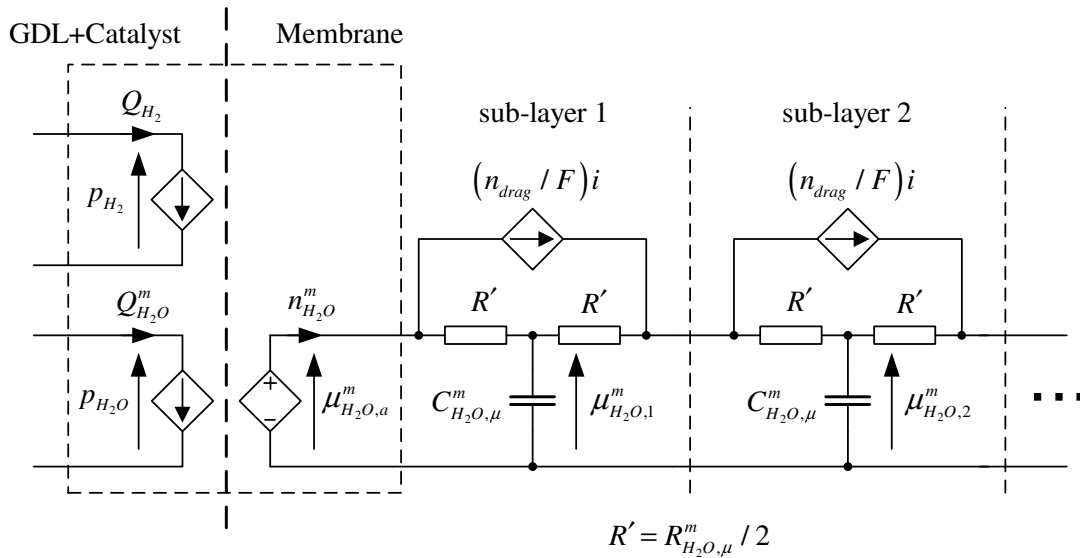 GDL+Catalyst Membrane
sub-layer 1 sub-layer 2
Q_{H_2}
(n_{drag} / F)i (n_{drag} / F)i
p_{H_2}
Q^m_{H_2O} n^m_{H_2O} R′ R′ R′ R′
p_{H_2O} + − μ^m_{H_2O,a} C^m_{H_2O,μ} μ^m_{H_2O,1} C^m_{H_2O,μ} μ^m_{H_2O,2} ...
R′ = R^m_{H_2O,μ} / 2